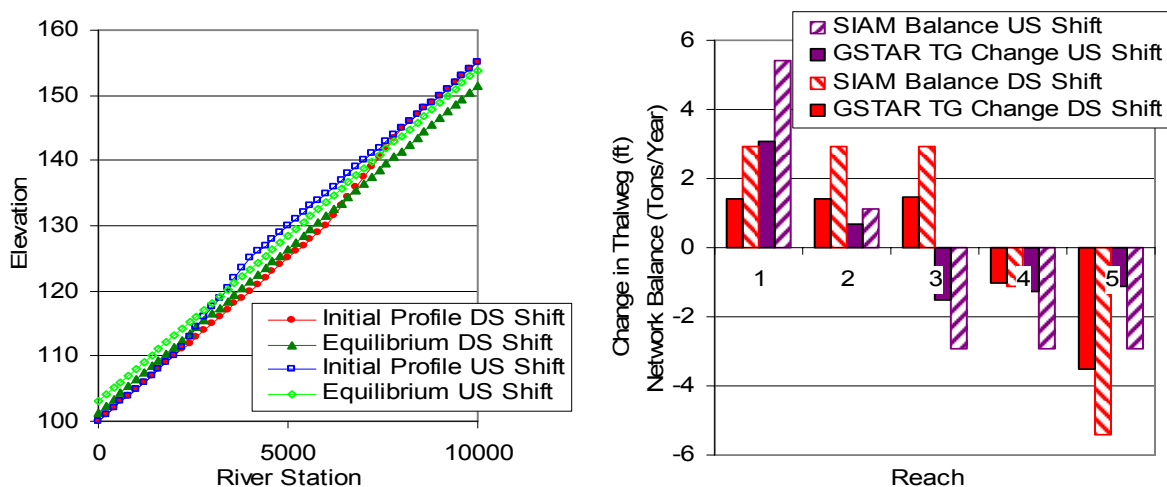 160
150
140
130
120
110
100
Elevation
0
5000
10000
River Station
Initial Profile DS Shift
Equilibrium DS Shift
Initial Profile US Shift
Equilibrium US Shift
SIAM Balance US Shift
GSTAR TG Change US Shift
SIAM Balance DS Shift
GSTAR TG Change DS Shift
Change in Thalweg (ft)
Network Balance (Tons/Year)
6
4
2
0
-2
-4
-6
1
2
3
4
5
Reach